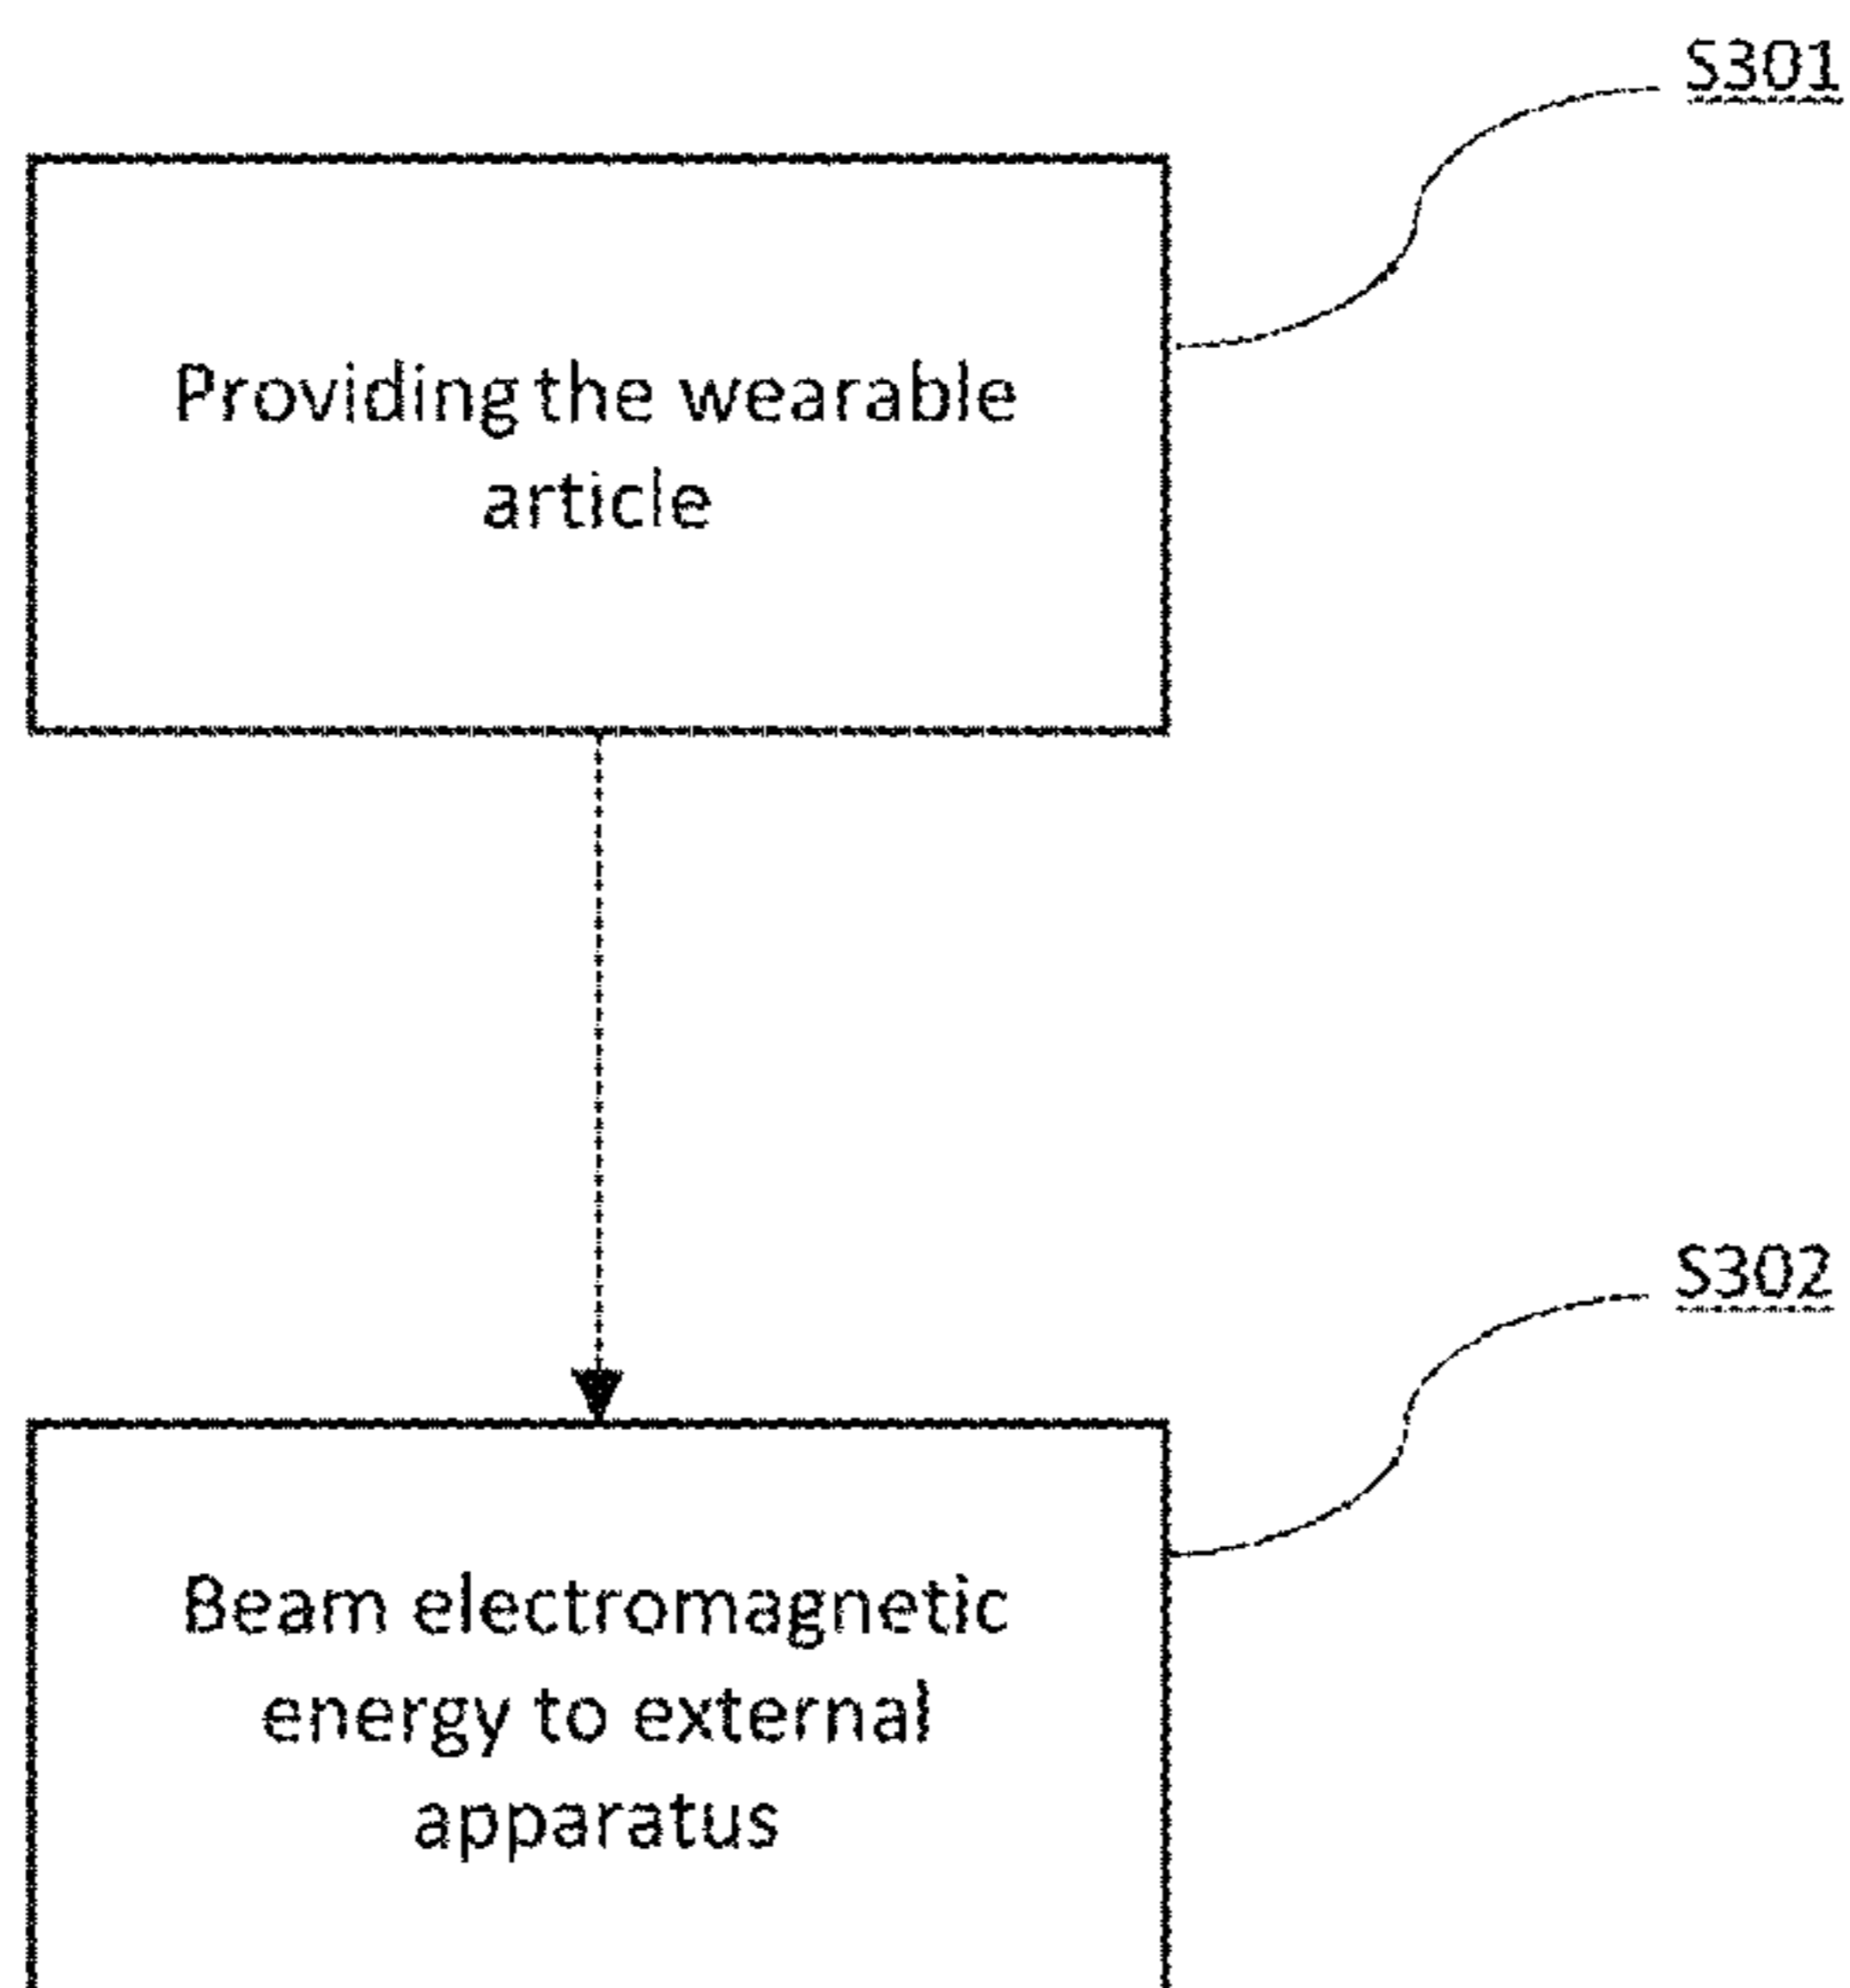 S301
Providing the wearable
article
S302
Beam electromagnetic
energy to external
apparatus